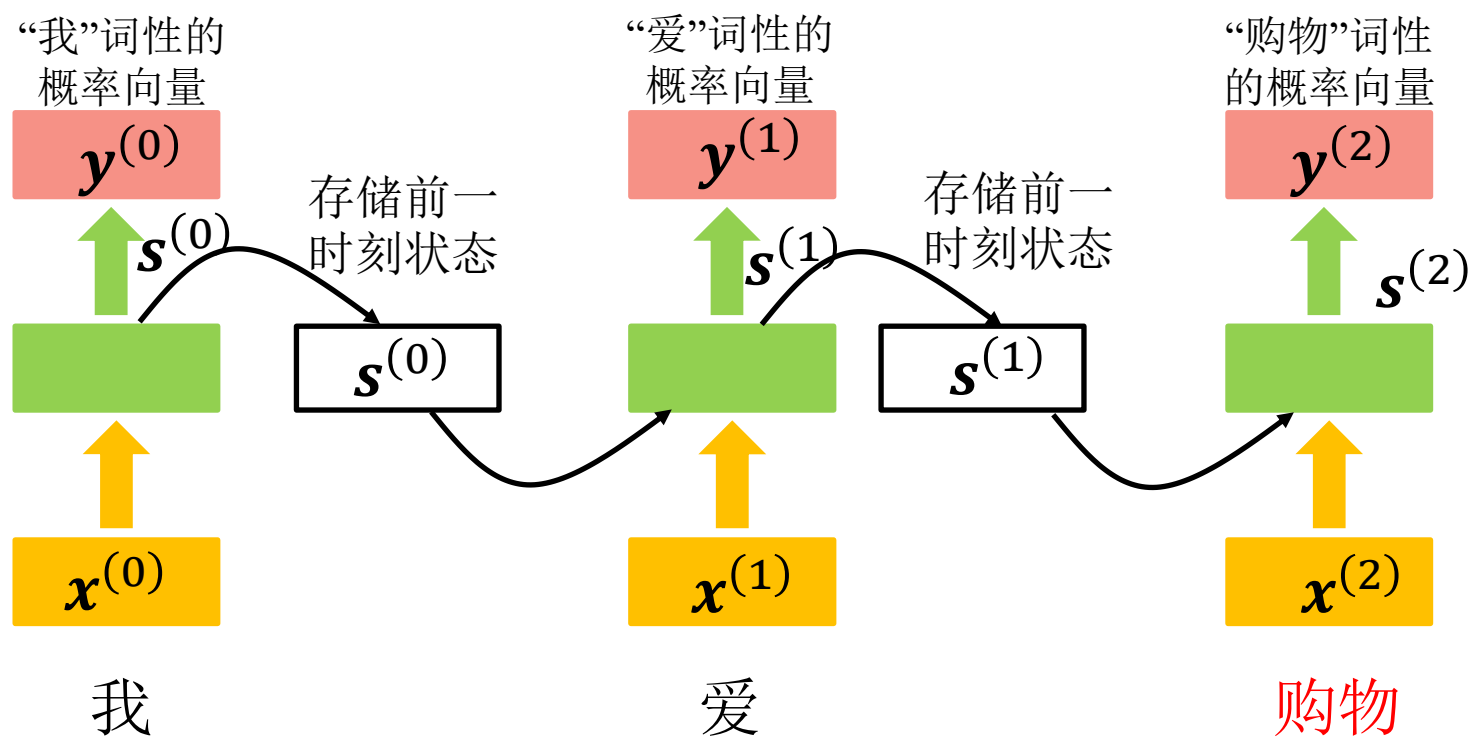 “我”词性的
概率向量
“爱”词性的
概率向量
“购物”词性
的概率向量
y⁽⁰⁾
y⁽¹⁾
y⁽²⁾
s⁽⁰⁾
存储前一
时刻状态
s⁽¹⁾
存储前一
时刻状态
s⁽²⁾
s⁽⁰⁾
s⁽¹⁾
x⁽⁰⁾
x⁽¹⁾
x⁽²⁾
我
爱
购物